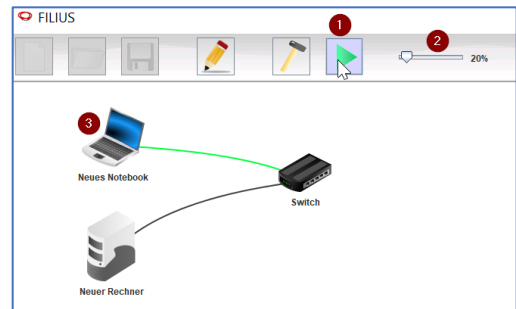 FILIUS
1
2
20%
3
Neues Notebook
Switch
Neuer Rechner